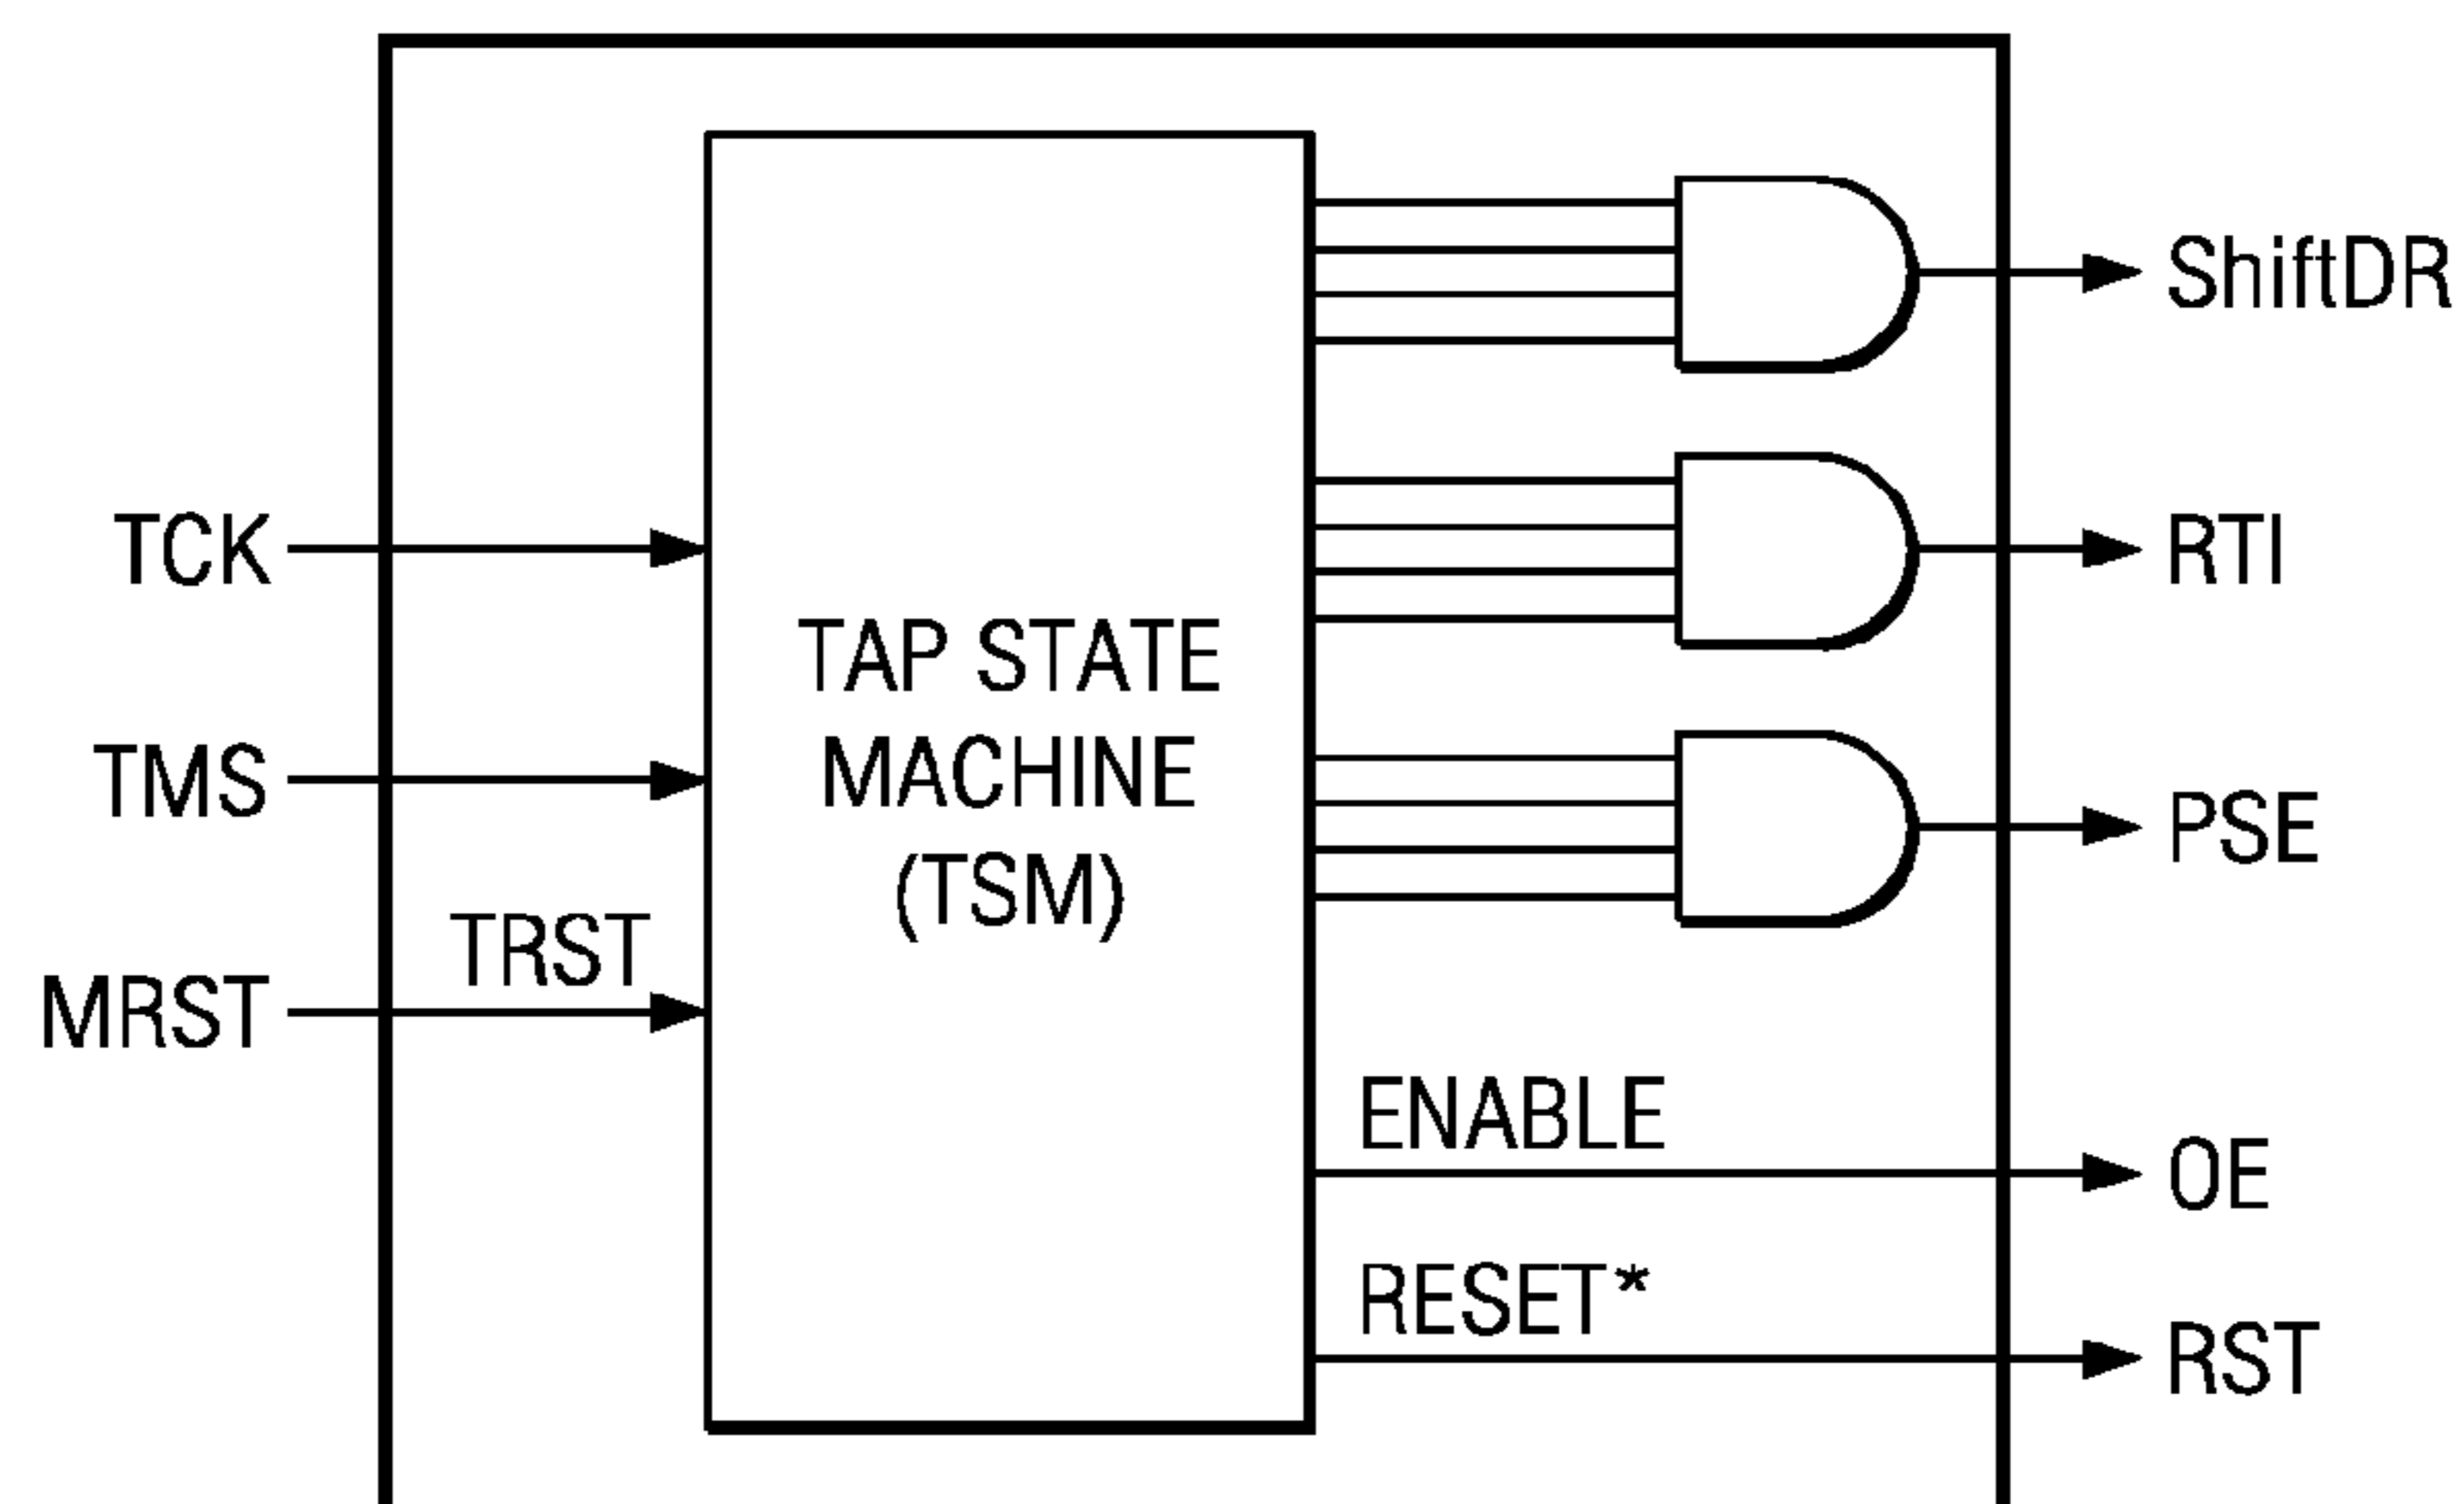 ShiftDR
TCK
RTI
TAP STATE
MACHINE
(TSM)
TMS
PSE
TRST
MRST
ENABLE
OE
RESET*
RST